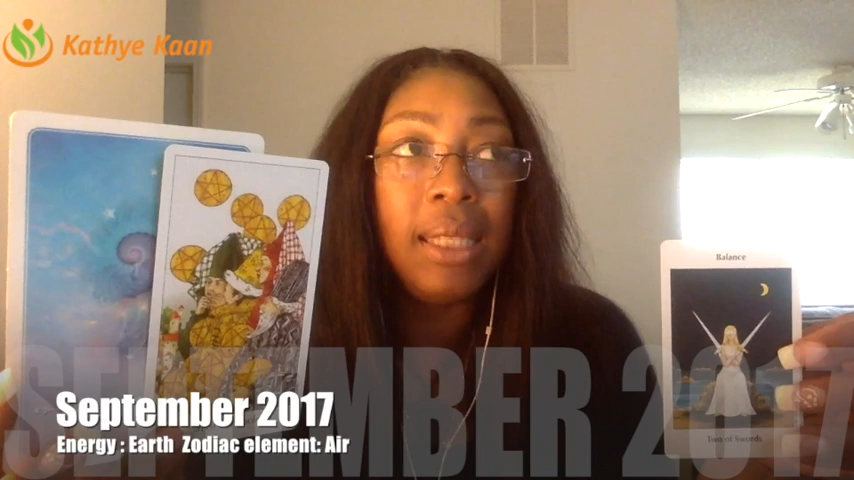 Kathye Kaan
Balance
Two of Swords
SEPTEMBER 2017
September 2017
Energy : Earth Zodiac element: Air